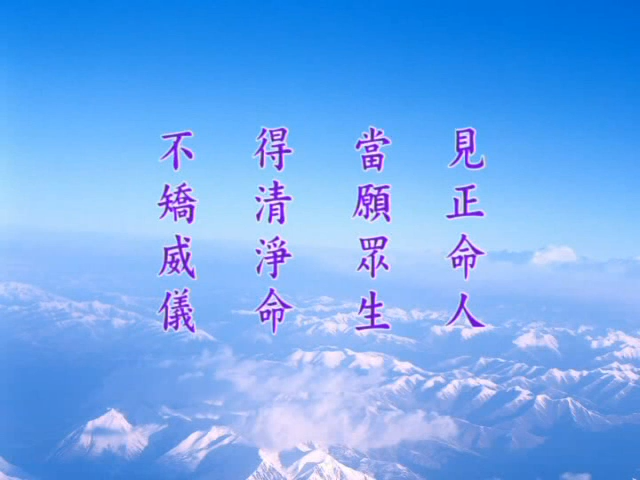 見正命人
當願眾生
得清淨命
不矯威儀